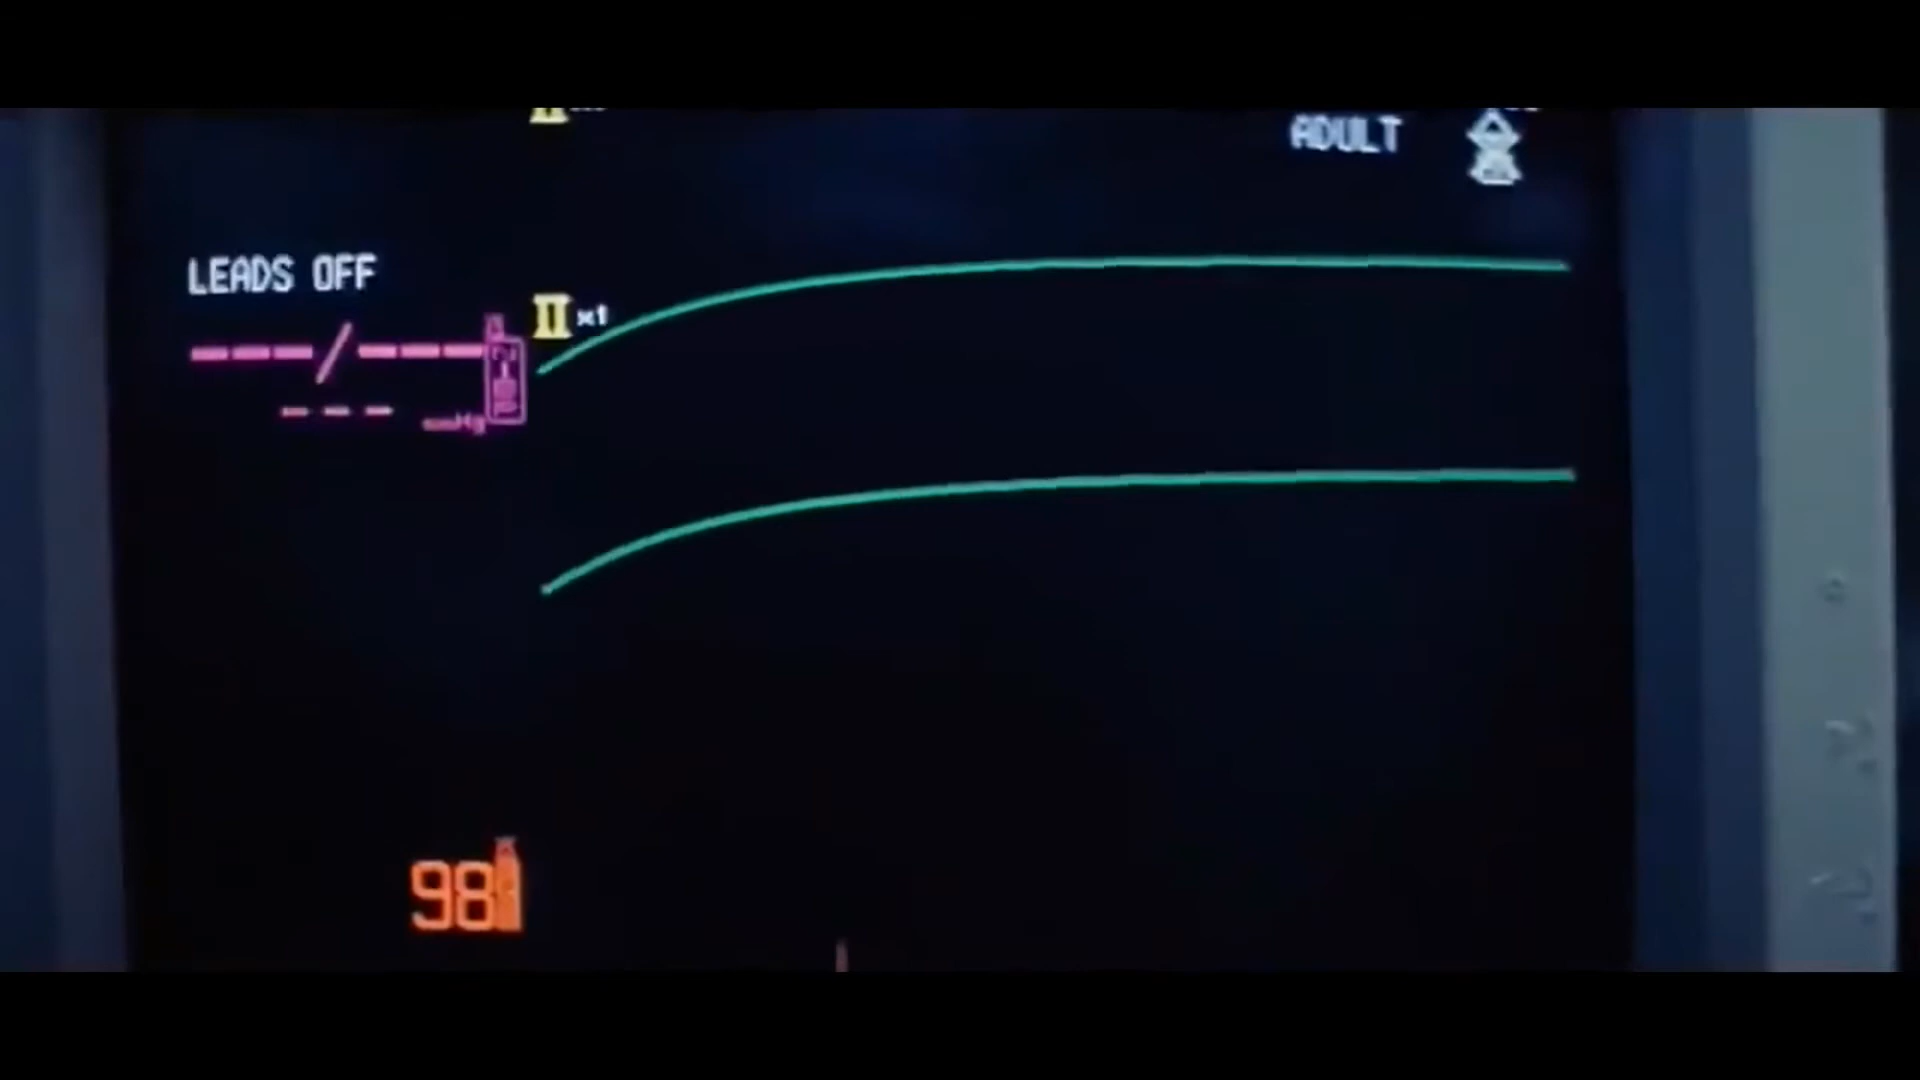 ADULT
LEADS OFF
II x1
---/---
--- mmHg
98